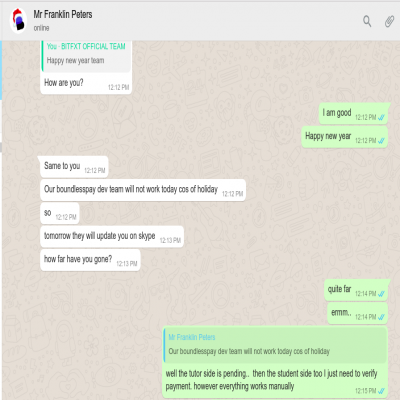 Mr Franklin Peters
online
You · BITFXT OFFICIAL TEAM
Happy new year team
How are you?
12:12 PM
I am good
12:12 PM
Happy new year
12:12 PM
Same to you
12:12 PM
Our boundlesspay dev team will not work today cos of holiday
12:12 PM
so
12:12 PM
tomorrow they will update you on skype
12:13 PM
how far have you gone?
12:13 PM
quite far
12:14 PM
ermm..
12:14 PM
Mr Franklin Peters
Our boundlesspay dev team will not work today cos of holiday
well the tutor side is pending.. then the student side too I just need to verify
payment. however everything works manually
12:15 PM